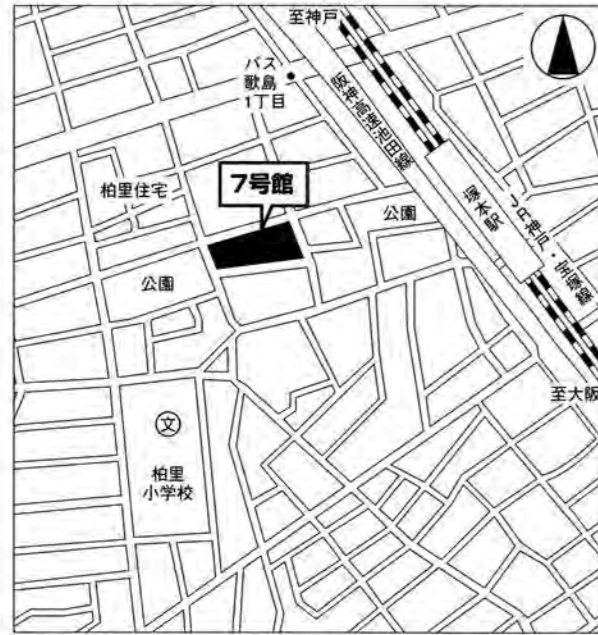 至神戸
バス
歌島
1丁目
阪神高速池田線
7号館
柏里住宅
公園
塚本駅
JR神戸・宝塚線
公園
至大阪
文
柏里
小学校